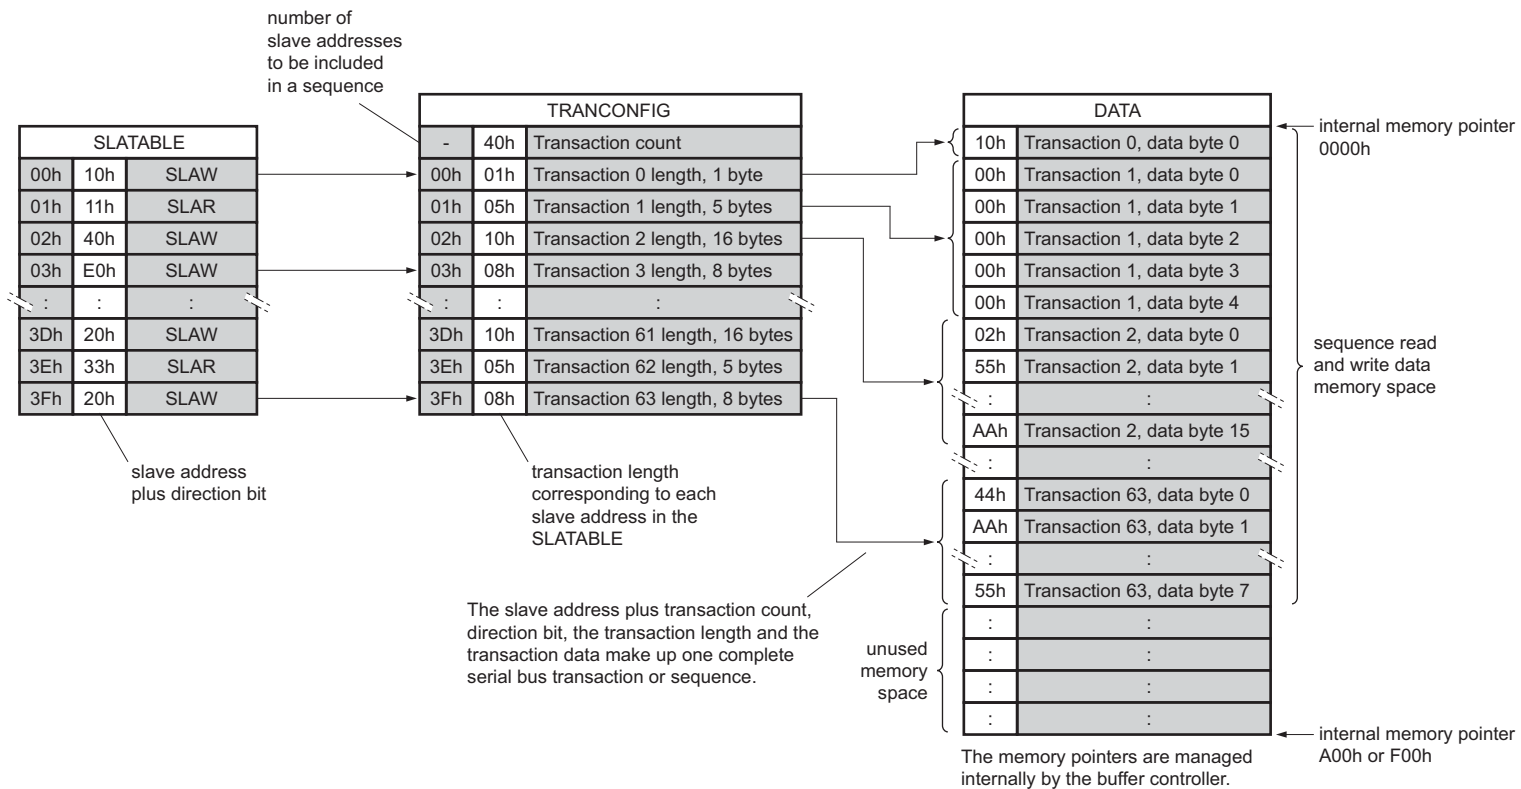 number of
slave addresses
to be included
in a sequence
SLATABLE
00h 10h SLAW
01h 11h SLAR
02h 40h SLAW
03h E0h SLAW
: : :
3Dh 20h SLAW
3Eh 33h SLAR
3Fh 20h SLAW
slave address
plus direction bit
TRANCONFIG
- 40h Transaction count
00h 01h Transaction 0 length, 1 byte
01h 05h Transaction 1 length, 5 bytes
02h 10h Transaction 2 length, 16 bytes
03h 08h Transaction 3 length, 8 bytes
: : :
3Dh 10h Transaction 61 length, 16 bytes
3Eh 05h Transaction 62 length, 5 bytes
3Fh 08h Transaction 63 length, 8 bytes
transaction length
corresponding to each
slave address in the
SLATABLE
The slave address plus transaction count,
direction bit, the transaction length and the
transaction data make up one complete
serial bus transaction or sequence.
DATA
10h Transaction 0, data byte 0
00h Transaction 1, data byte 0
00h Transaction 1, data byte 1
00h Transaction 1, data byte 2
00h Transaction 1, data byte 3
00h Transaction 1, data byte 4
02h Transaction 2, data byte 0
55h Transaction 2, data byte 1
: :
AAh Transaction 2, data byte 15
: :
44h Transaction 63, data byte 0
AAh Transaction 63, data byte 1
: :
55h Transaction 63, data byte 7
: :
: :
: :
: :
unused
memory
space
internal memory pointer
0000h
sequence read
and write data
memory space
internal memory pointer
A00h or F00h
The memory pointers are managed
internally by the buffer controller.